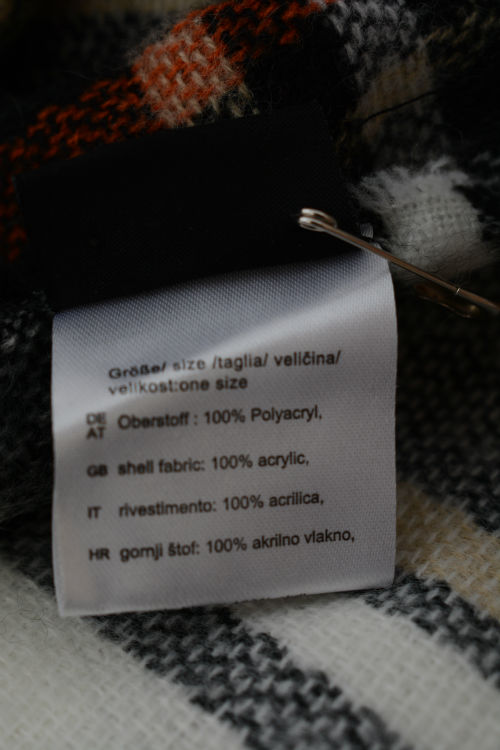 Größe/ size /taglia/ veličina/
velikost:one size
DE AT Oberstoff : 100% Polyacryl,
GB shell fabric: 100% acrylic,
IT rivestimento: 100% acrilica,
HR gornji štof: 100% akrilno vlakno,